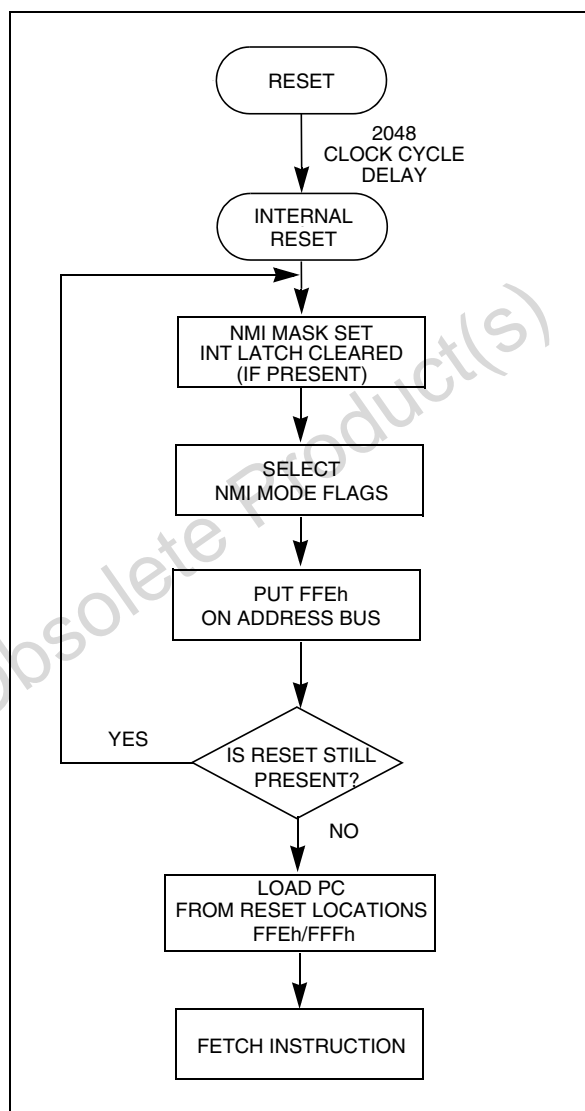 RESET
2048
CLOCK CYCLE
DELAY
INTERNAL
RESET
NMI MASK SET
INT LATCH CLEARED
(IF PRESENT)
SELECT
NMI MODE FLAGS
PUT FFEh
ON ADDRESS BUS
YES
IS RESET STILL
PRESENT?
NO
LOAD PC
FROM RESET LOCATIONS
FFEh/FFFh
FETCH INSTRUCTION
Obsolete Product(s)